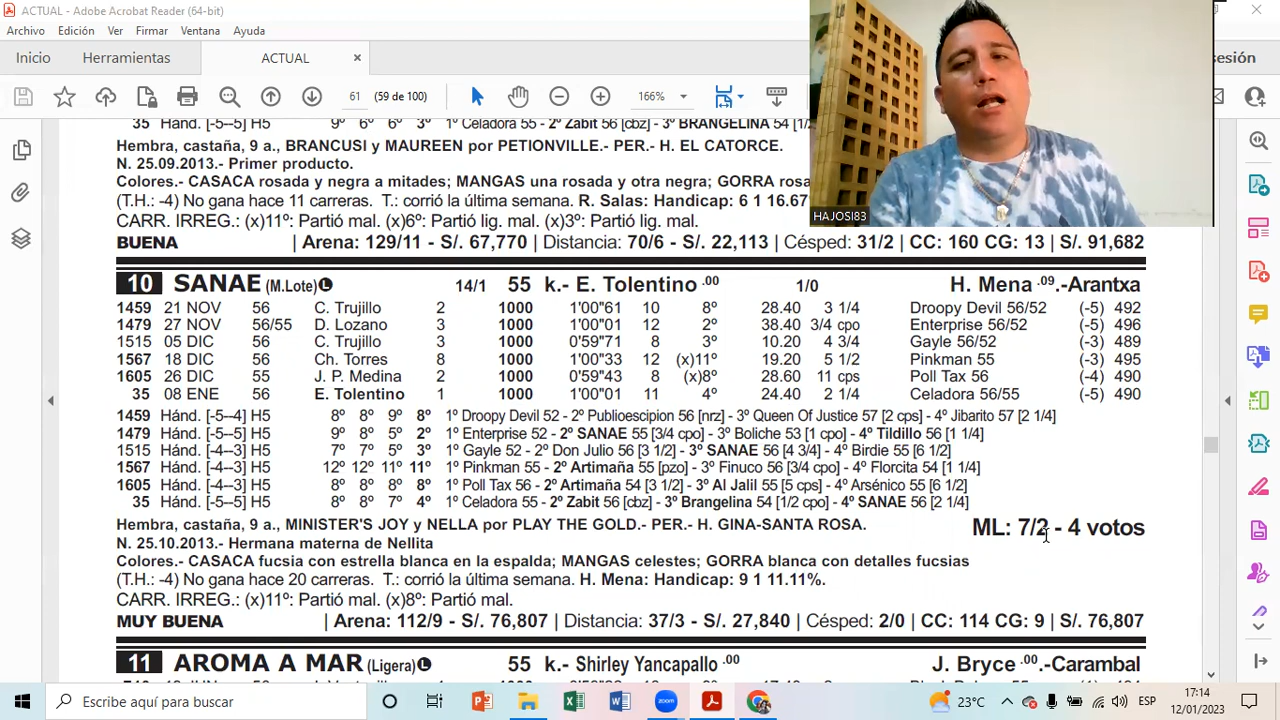 ACTUAL - Adobe Acrobat Reader (64-bit)
Archivo Edición Ver Firmar Ventana Ayuda
Inicio Herramientas ACTUAL × sesión
61 (59 de 100) 166%
35 Hánd. [-5--5] H5 9º 6º 6º 3º 1º Celadora 55 - 2º Zabit 56 [cbz] - 3º BRANGELINA 54 [1/2
Hembra, castaña, 9 a., BRANCUSI y MAUREEN por PETIONVILLE.- PER.- H. EL CATORCE.
N. 25.09.2013.- Primer producto.
Colores.- CASACA rosada y negra a mitades; MANGAS una rosada y otra negra; GORRA rosa
(T.H.: -4) No gana hace 11 carreras. T.: corrió la última semana. R. Salas: Handicap: 6 1 16.67
CARR. IRREG.: (x)11º: Partió mal. (x)6º: Partió lig. mal. (x)3º: Partió lig. mal.
HAJOSI83
BUENA | Arena: 129/11 - S/. 67,770 | Distancia: 70/6 - S/. 22,113 | Césped: 31/2 | CC: 160 CG: 13 | S/. 91,682
10 SANAE (M.Lote) L 14/1 55 k.- E. Tolentino .00 1/0 H. Mena .09.-Arantxa
1459 21 NOV 56 C. Trujillo 2 1000 1'00"61 10 8º 28.40 3 1/4 Droopy Devil 56/52 (-5) 492
1479 27 NOV 56/55 D. Lozano 3 1000 1'00"01 12 2º 38.40 3/4 cpo Enterprise 56/52 (-5) 496
1515 05 DIC 56 C. Trujillo 3 1000 0'59"71 8 3º 10.20 4 3/4 Gayle 56/52 (-3) 489
1567 18 DIC 56 Ch. Torres 8 1000 1'00"33 12 (x)11º 19.20 5 1/2 Pinkman 55 (-3) 495
1605 26 DIC 55 J. P. Medina 2 1000 0'59"43 8 (x)8º 28.60 11 cps Poll Tax 56 (-4) 490
35 08 ENE 56 E. Tolentino 1 1000 1'00"01 11 4º 24.40 2 1/4 Celadora 56/55 (-5) 490
1459 Hánd. [-5--4] H5 8º 8º 9º 8º 1º Droopy Devil 52 - 2º Publioescipion 56 [nrz] - 3º Queen Of Justice 57 [2 cps] - 4º Jibarito 57 [2 1/4]
1479 Hánd. [-5--5] H5 9º 8º 5º 2º 1º Enterprise 52 - 2º SANAE 55 [3/4 cpo] - 3º Boliche 53 [1 cpo] - 4º Tildillo 56 [1 1/4]
1515 Hánd. [-4--3] H5 7º 7º 5º 3º 1º Gayle 52 - 2º Don Julio 56 [3 1/2] - 3º SANAE 56 [4 3/4] - 4º Birdie 55 [6 1/2]
1567 Hánd. [-4--3] H5 12º 12º 11º 11º 1º Pinkman 55 - 2º Artimaña 55 [pzo] - 3º Finuco 56 [3/4 cpo] - 4º Florcita 54 [1 1/4]
1605 Hánd. [-4--3] H5 8º 8º 8º 8º 1º Poll Tax 56 - 2º Artimaña 54 [3 1/2] - 3º Al Jalil 55 [5 cps] - 4º Arsénico 55 [6 1/2]
35 Hánd. [-5--5] H5 8º 8º 7º 4º 1º Celadora 55 - 2º Zabit 56 [cbz] - 3º Brangelina 54 [1/2 cpo] - 4º SANAE 56 [2 1/4]
Hembra, castaña, 9 a., MINISTER'S JOY y NELLA por PLAY THE GOLD.- PER.- H. GINA-SANTA ROSA. ML: 7/2 - 4 votos
N. 25.10.2013.- Hermana materna de Nellita
Colores.- CASACA fucsia con estrella blanca en la espalda; MANGAS celestes; GORRA blanca con detalles fucsias
(T.H.: -4) No gana hace 20 carreras. T.: corrió la última semana. H. Mena: Handicap: 9 1 11.11%.
CARR. IRREG.: (x)11º: Partió mal. (x)8º: Partió mal.
MUY BUENA | Arena: 112/9 - S/. 76,807 | Distancia: 37/3 - S/. 27,840 | Césped: 2/0 | CC: 114 CG: 9 | S/. 76,807
11 AROMA A MAR (Ligera) L 55 k.- Shirley Yancapallo .00 J. Bryce .00.-Carambal
Escribe aquí para buscar 23°C ESP 17:14
12/01/2023